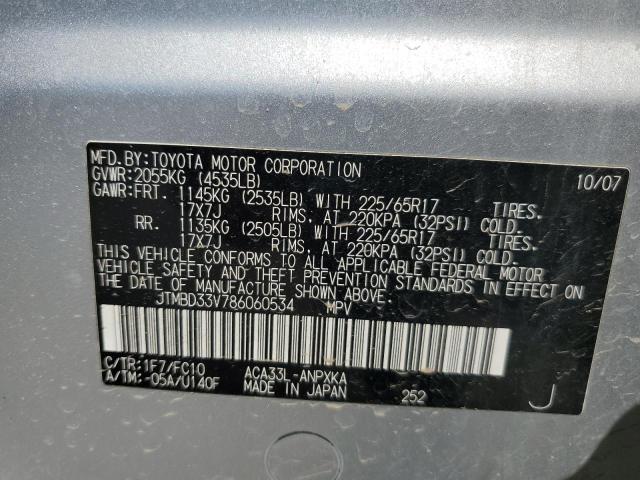 MFD.BY:TOYOTA MOTOR CORPORATION 10/07
GVWR:2055KG (4535LB)
GAWR:FRT. 1145KG (2535LB) WITH 225/65R17 TIRES.
17X7J RIMS, AT 220KPA (32PSI) COLD.
RR. 1135KG (2505LB) WITH 225/65R17 TIRES.
17X7J RIMS, AT 220KPA (32PSI) COLD.
THIS VEHICLE CONFORMS TO ALL APPLICABLE FEDERAL MOTOR
VEHICLE SAFETY AND THEFT PREVENTION STANDARDS IN EFFECT ON
THE DATE OF MANUFACTURE SHOWN ABOVE.
JTMBD33V786060534 MPV
C/TR:1F7/FC10 ACA33L-ANPXKA
A/TM:-05A/U140F MADE IN JAPAN 252 J